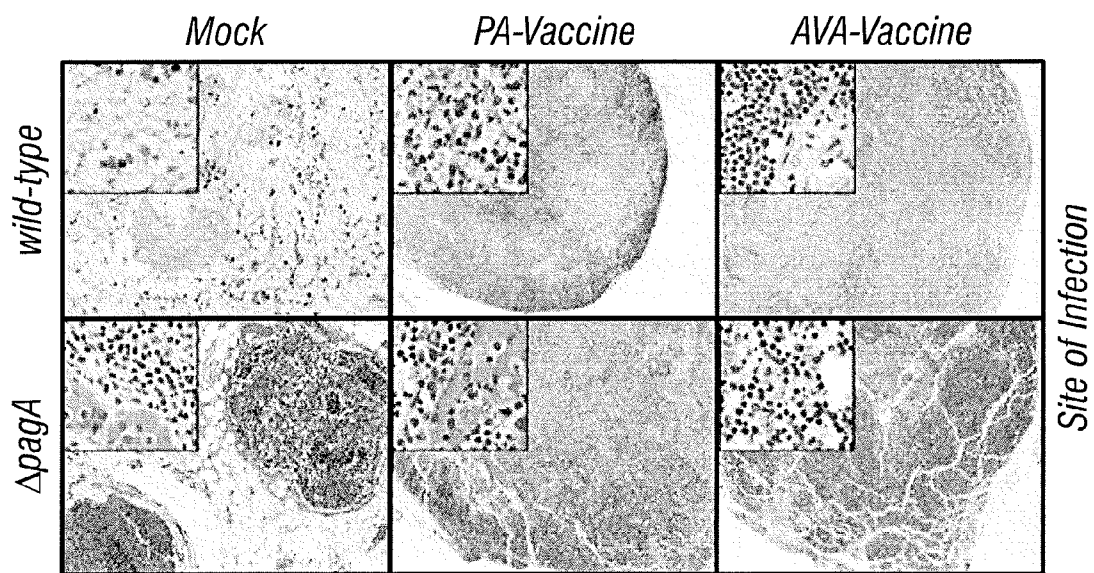 Mock
PA-Vaccine
AVA-Vaccine
wild-type
ΔpagA
Site of Infection